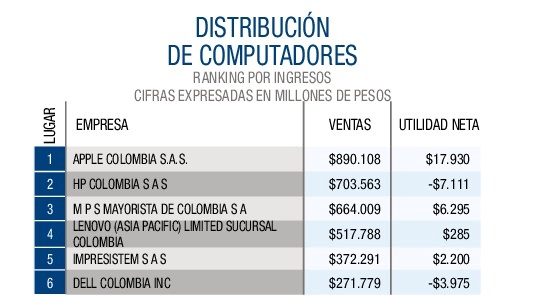 DISTRIBUCIÓN
DE COMPUTADORES
RANKING POR INGRESOS
CIFRAS EXPRESADAS EN MILLONES DE PESOS
LUGAR EMPRESA VENTAS UTILIDAD NETA
1 APPLE COLOMBIA S.A.S. $890.108 $17.930
2 HP COLOMBIA S A S $703.563 -$7.111
3 M P S MAYORISTA DE COLOMBIA S A $664.009 $6.295
4 LENOVO (ASIA PACIFIC) LIMITED SUCURSAL
COLOMBIA $517.788 $285
5 IMPRESISTEM S A S $372.291 $2.200
6 DELL COLOMBIA INC $271.779 -$3.975